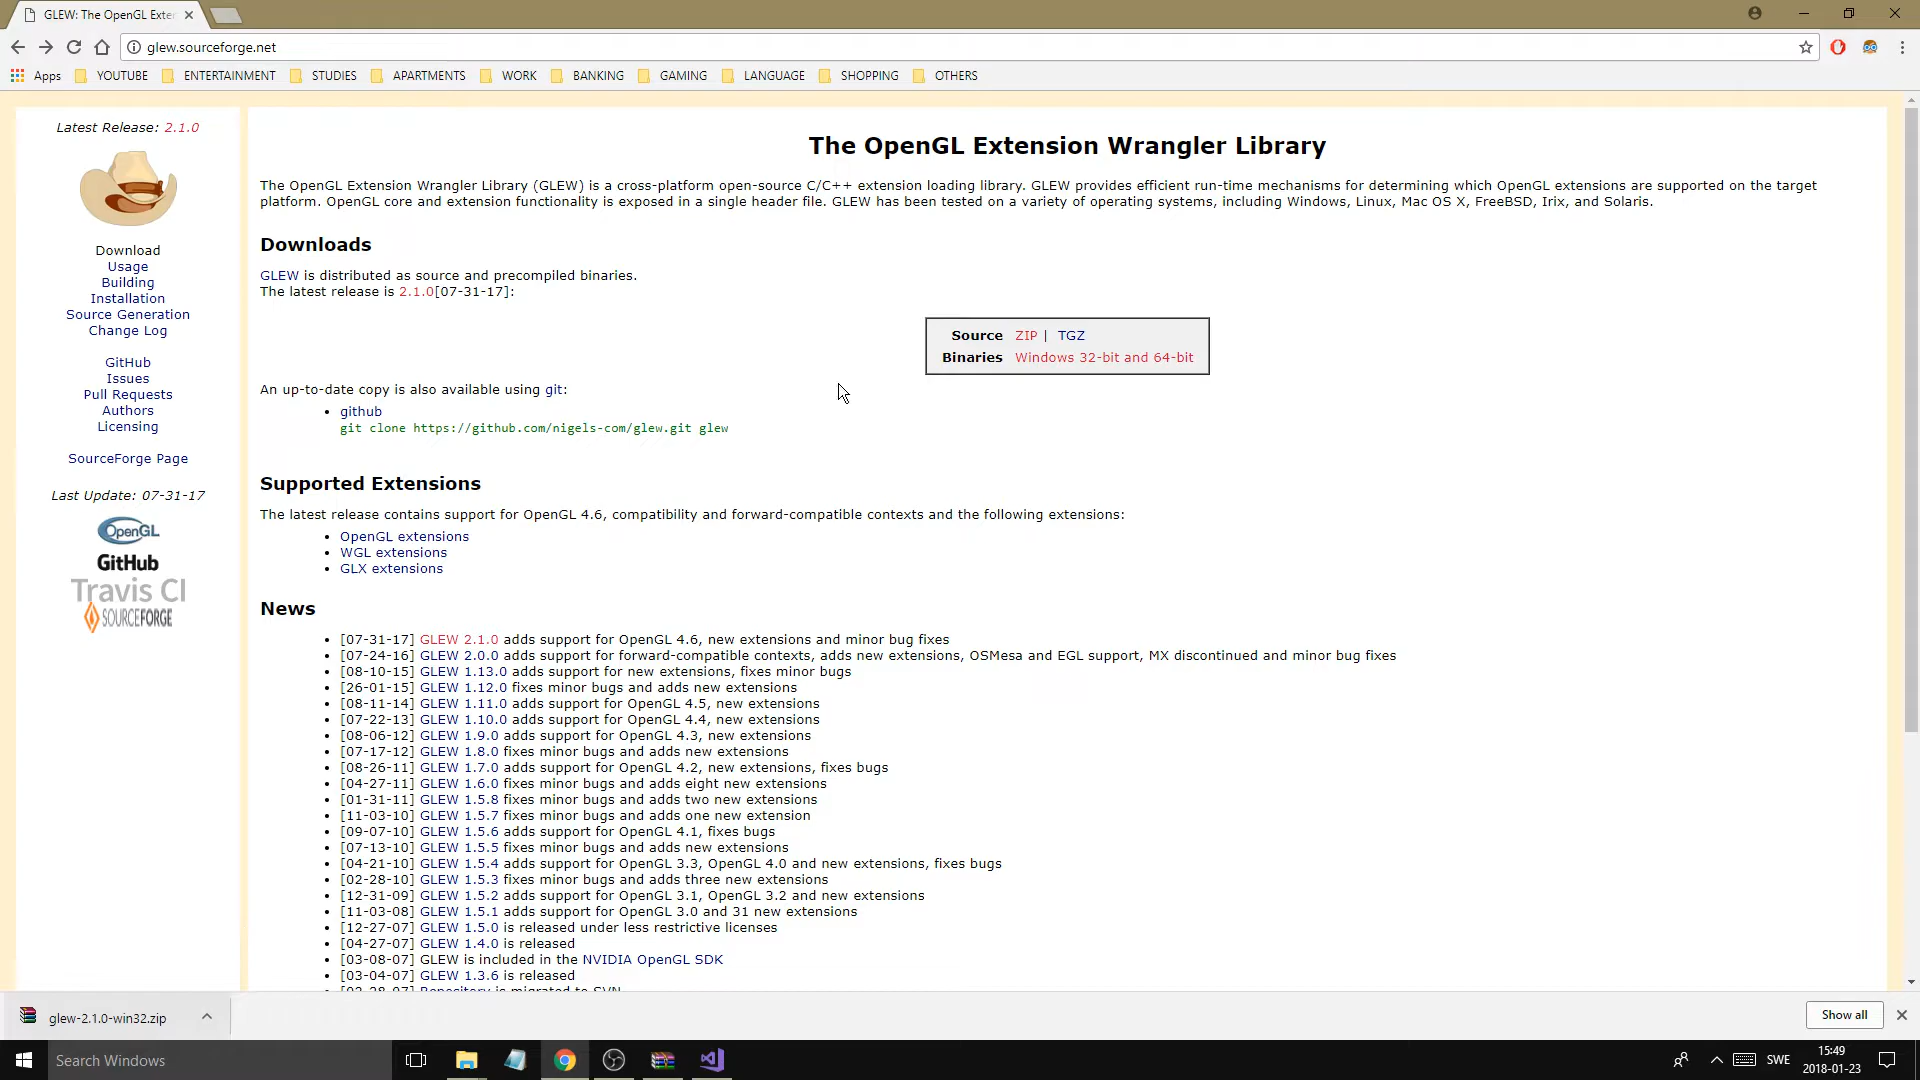 GLEW: The OpenGL Exte
glew.sourceforge.net
Apps YOUTUBE ENTERTAINMENT STUDIES APARTMENTS WORK BANKING GAMING LANGUAGE SHOPPING OTHERS
Latest Release: 2.1.0
Download
Usage
Building
Installation
Source Generation
Change Log
GitHub
Issues
Pull Requests
Authors
Licensing
SourceForge Page
Last Update: 07-31-17
OpenGL
GitHub
Travis CI
SOURCEFORGE
The OpenGL Extension Wrangler Library
The OpenGL Extension Wrangler Library (GLEW) is a cross-platform open-source C/C++ extension loading library. GLEW provides efficient run-time mechanisms for determining which OpenGL extensions are supported on the target
platform. OpenGL core and extension functionality is exposed in a single header file. GLEW has been tested on a variety of operating systems, including Windows, Linux, Mac OS X, FreeBSD, Irix, and Solaris.
Downloads
GLEW is distributed as source and precompiled binaries.
The latest release is 2.1.0[07-31-17]:
Source ZIP | TGZ
Binaries Windows 32-bit and 64-bit
An up-to-date copy is also available using git:
• github
git clone https://github.com/nigels-com/glew.git glew
Supported Extensions
The latest release contains support for OpenGL 4.6, compatibility and forward-compatible contexts and the following extensions:
• OpenGL extensions
• WGL extensions
• GLX extensions
News
• [07-31-17] GLEW 2.1.0 adds support for OpenGL 4.6, new extensions and minor bug fixes
• [07-24-16] GLEW 2.0.0 adds support for forward-compatible contexts, adds new extensions, OSMesa and EGL support, MX discontinued and minor bug fixes
• [08-10-15] GLEW 1.13.0 adds support for new extensions, fixes minor bugs
• [26-01-15] GLEW 1.12.0 fixes minor bugs and adds new extensions
• [08-11-14] GLEW 1.11.0 adds support for OpenGL 4.5, new extensions
• [07-22-13] GLEW 1.10.0 adds support for OpenGL 4.4, new extensions
• [08-06-12] GLEW 1.9.0 adds support for OpenGL 4.3, new extensions
• [07-17-12] GLEW 1.8.0 fixes minor bugs and adds new extensions
• [08-26-11] GLEW 1.7.0 adds support for OpenGL 4.2, new extensions, fixes bugs
• [04-27-11] GLEW 1.6.0 fixes minor bugs and adds eight new extensions
• [01-31-11] GLEW 1.5.8 fixes minor bugs and adds two new extensions
• [11-03-10] GLEW 1.5.7 fixes minor bugs and adds one new extension
• [09-07-10] GLEW 1.5.6 adds support for OpenGL 4.1, fixes bugs
• [07-13-10] GLEW 1.5.5 fixes minor bugs and adds new extensions
• [04-21-10] GLEW 1.5.4 adds support for OpenGL 3.3, OpenGL 4.0 and new extensions, fixes bugs
• [02-28-10] GLEW 1.5.3 fixes minor bugs and adds three new extensions
• [12-31-09] GLEW 1.5.2 adds support for OpenGL 3.1, OpenGL 3.2 and new extensions
• [11-03-08] GLEW 1.5.1 adds support for OpenGL 3.0 and 31 new extensions
• [12-27-07] GLEW 1.5.0 is released under less restrictive licenses
• [04-27-07] GLEW 1.4.0 is released
• [03-08-07] GLEW is included in the NVIDIA OpenGL SDK
• [03-04-07] GLEW 1.3.6 is released
• [02-28-07] Repository is migrated to SVN
glew-2.1.0-win32.zip
Show all
Search Windows
SWE
15:49
2018-01-23